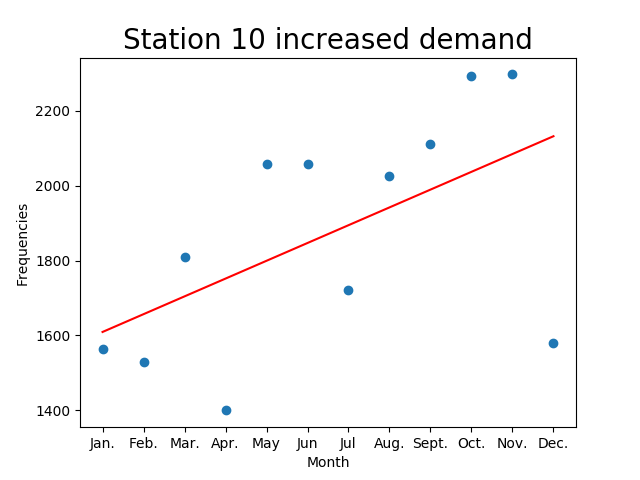 Station 10 increased demand
Frequencies
2200
2000
1800
1600
1400
Jan. Feb. Mar. Apr. May Jun Jul Aug. Sept. Oct. Nov. Dec.
Month